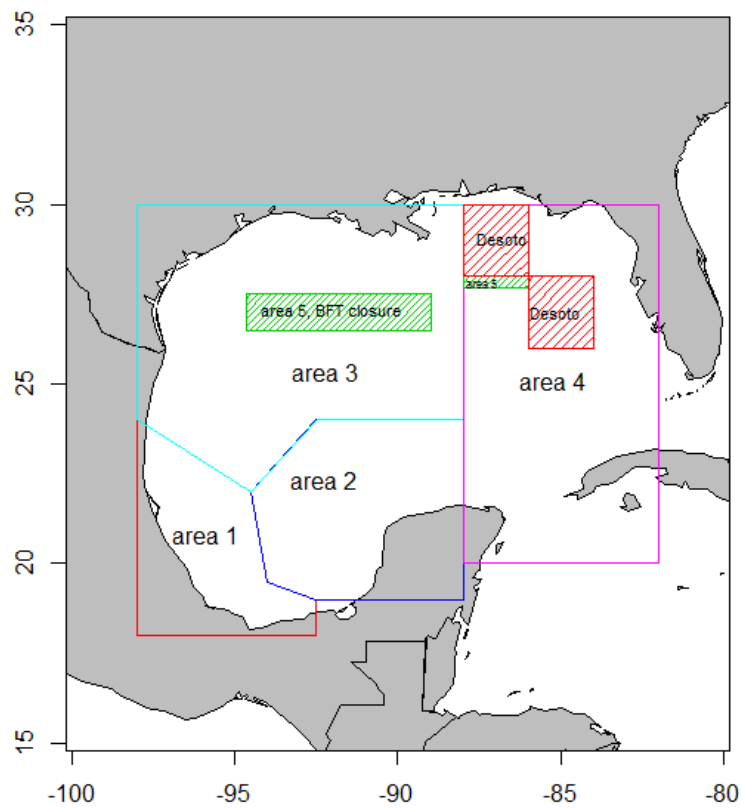 35
30
Desoto
area 5
area 5, BFT closure
Desoto
area 3
25
area 4
area 2
area 1
20
15
-100
-95
-90
-85
-80